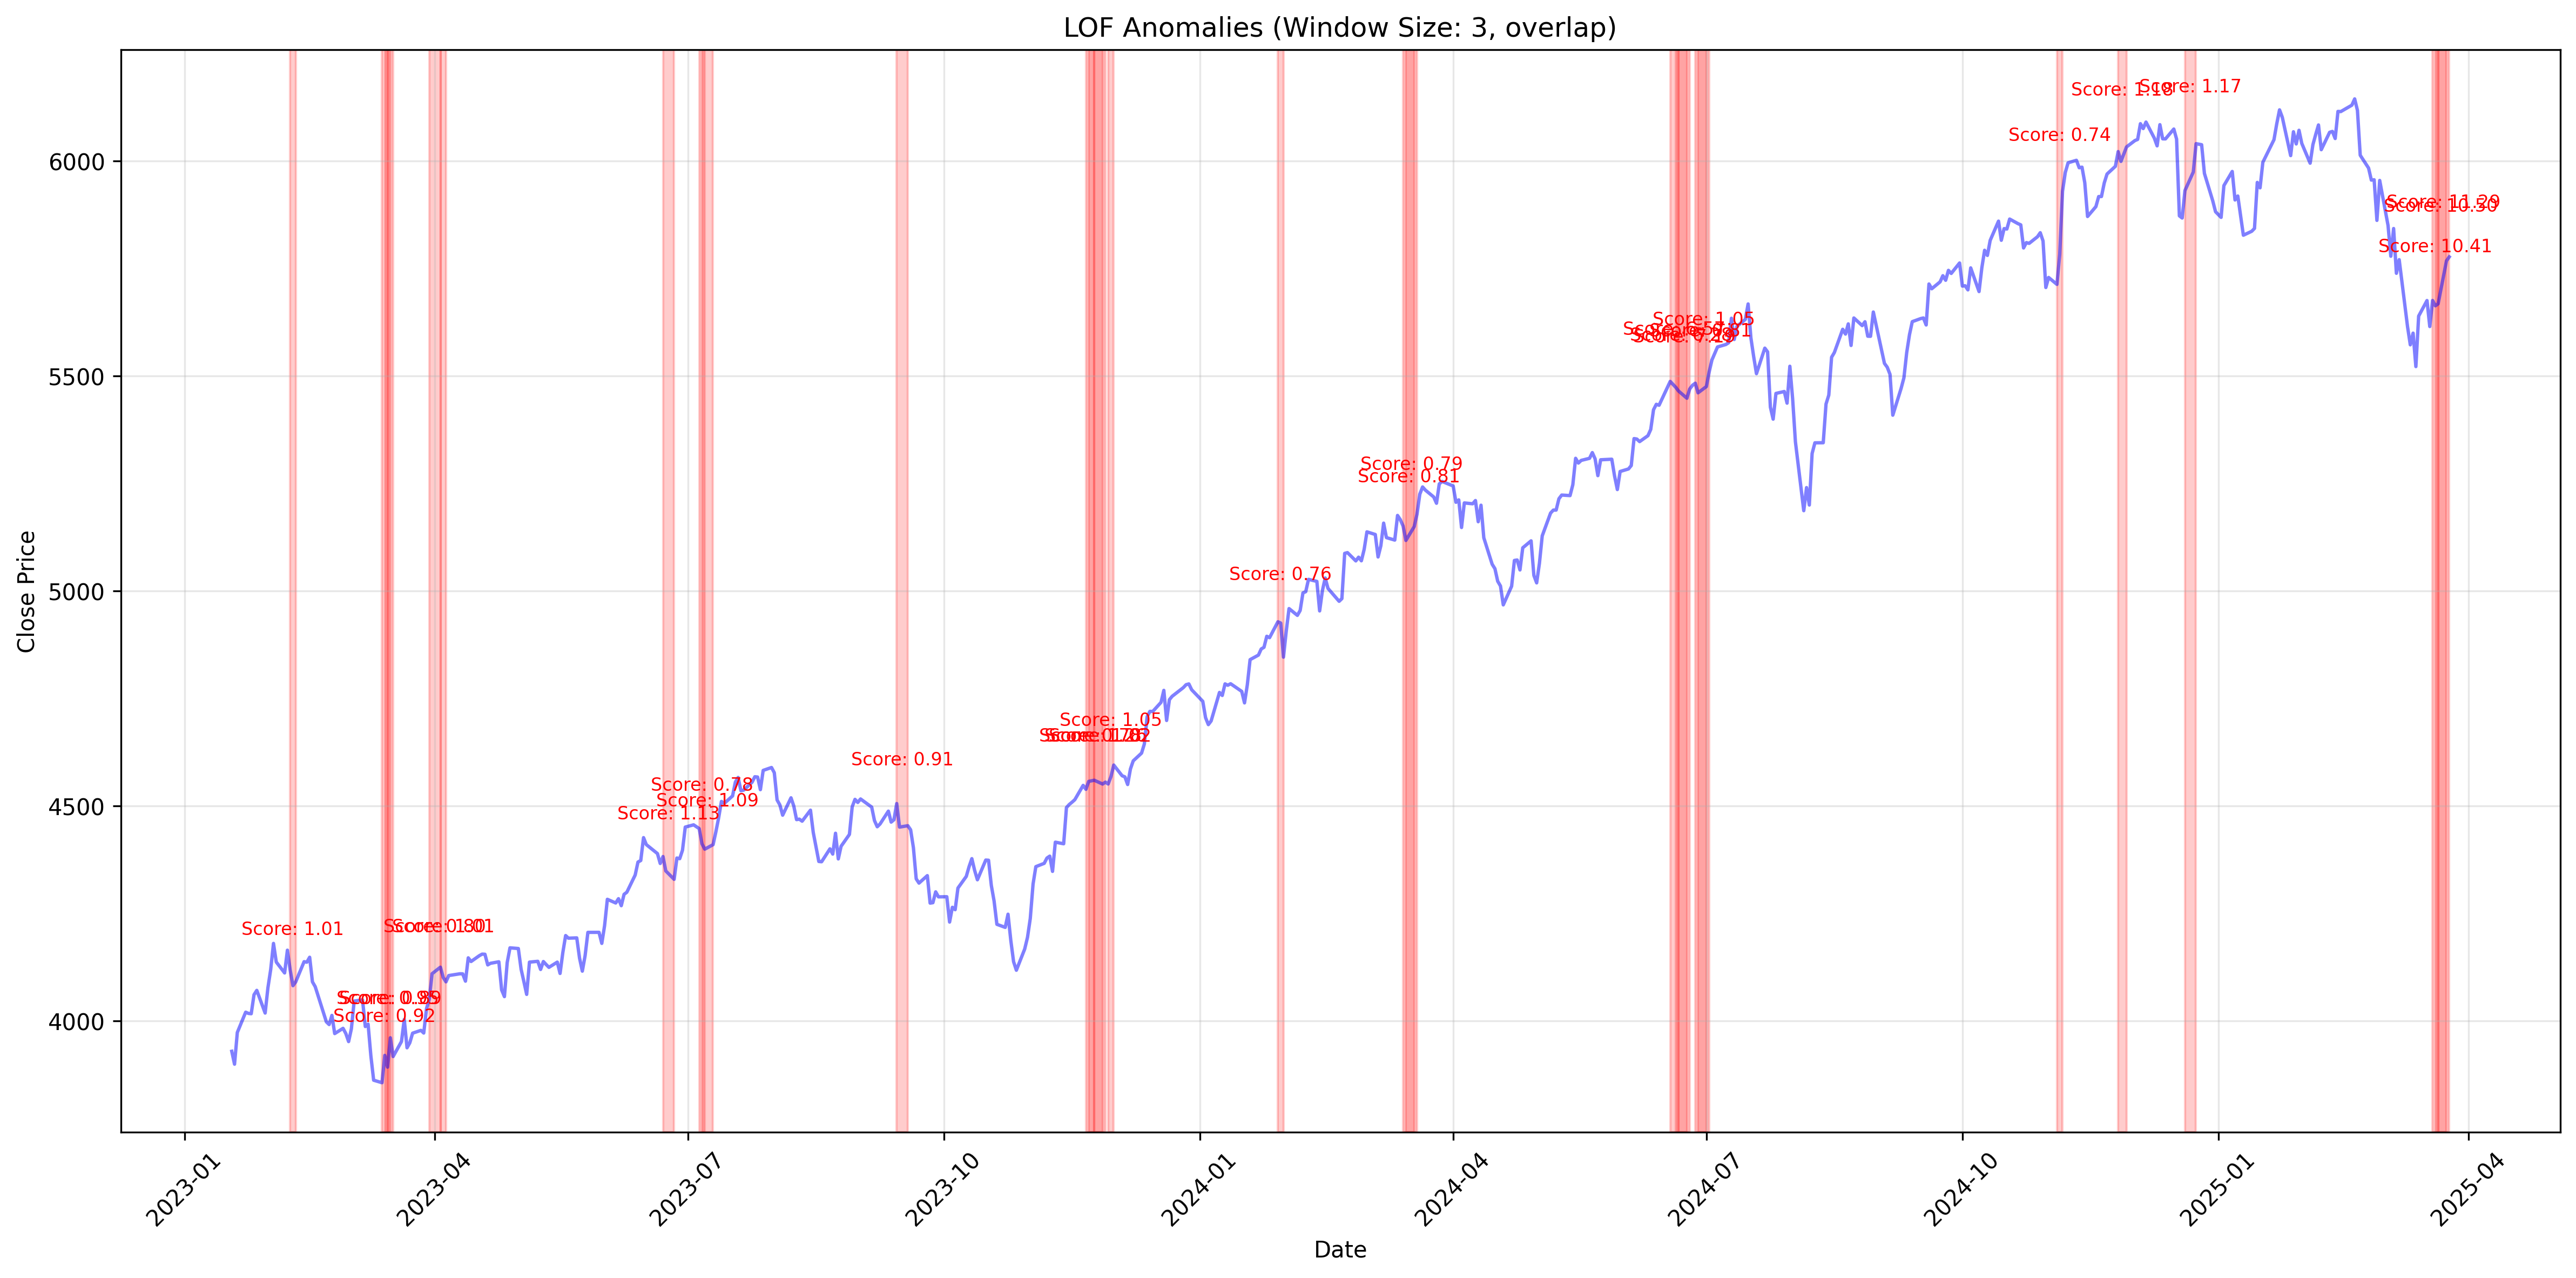 LOF Anomalies (Window Size: 3, overlap)
Close Price
6000
5500
5000
4500
4000
Score: 1.01
Score: 0.92
Score: 1.13
Score: 0.78
Score: 1.09
Score: 0.91
Score: 1.05
Score: 0.76
Score: 0.79
Score: 0.81
Score: 1.05
Score: 0.74
Score: 1.18
Score: 1.17
Score: 11.29
Score: 10.50
Score: 10.41
2023-01
2023-04
2023-07
2023-10
2024-01
2024-04
2024-07
2024-10
2025-01
2025-04
Date